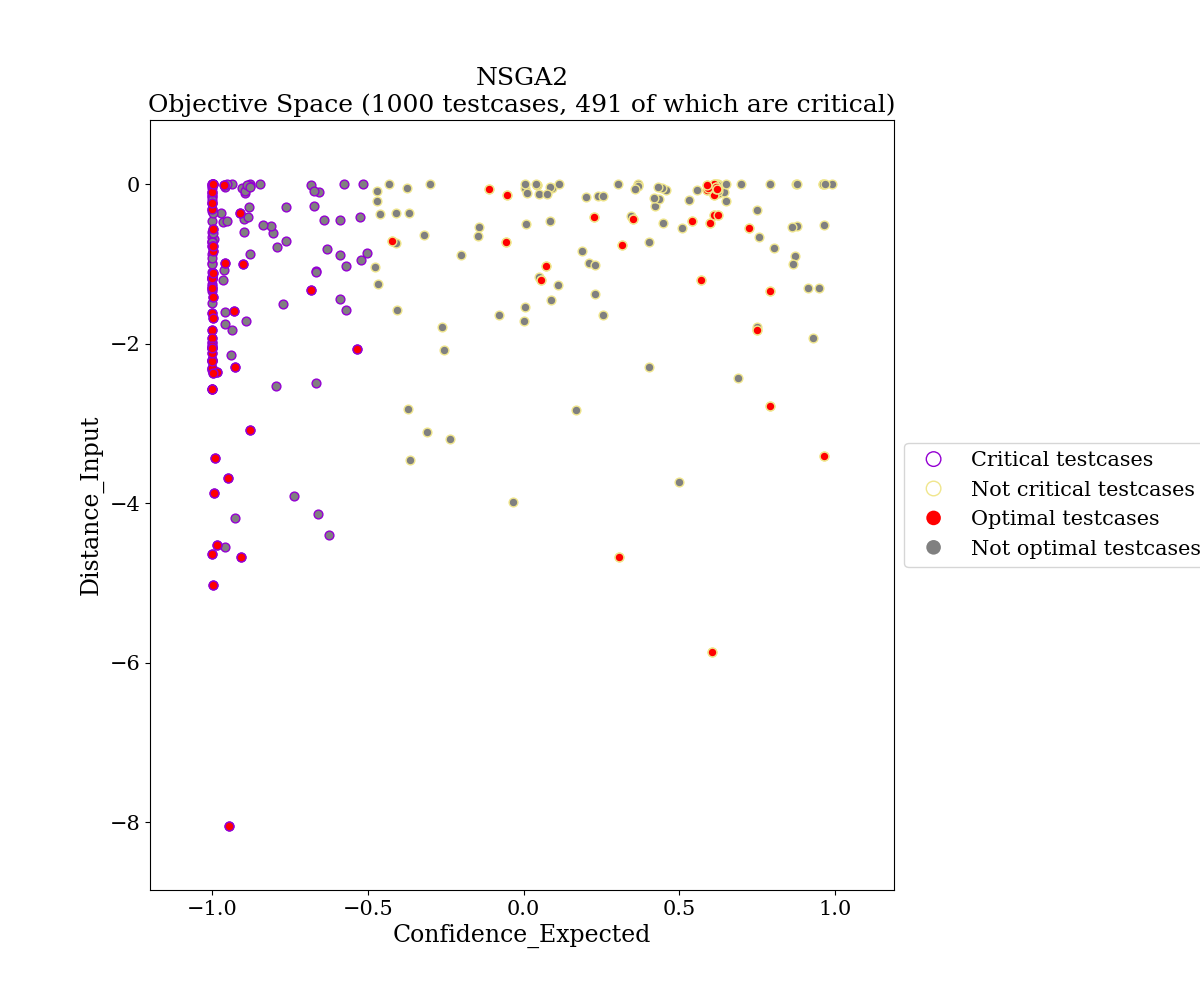 NSGA2
Objective Space (1000 testcases, 491 of which are critical)
0
−2
−4
−6
−8
Distance_Input
−1.0
−0.5
0.0
0.5
1.0
Confidence_Expected
Critical testcases
Not critical testcases
Optimal testcases
Not optimal testcases